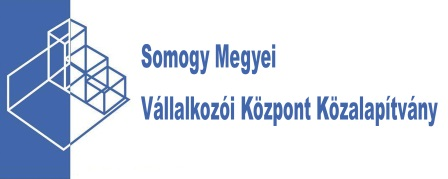 Somogy Megyei
Vállalkozói Központ Közalapítvány